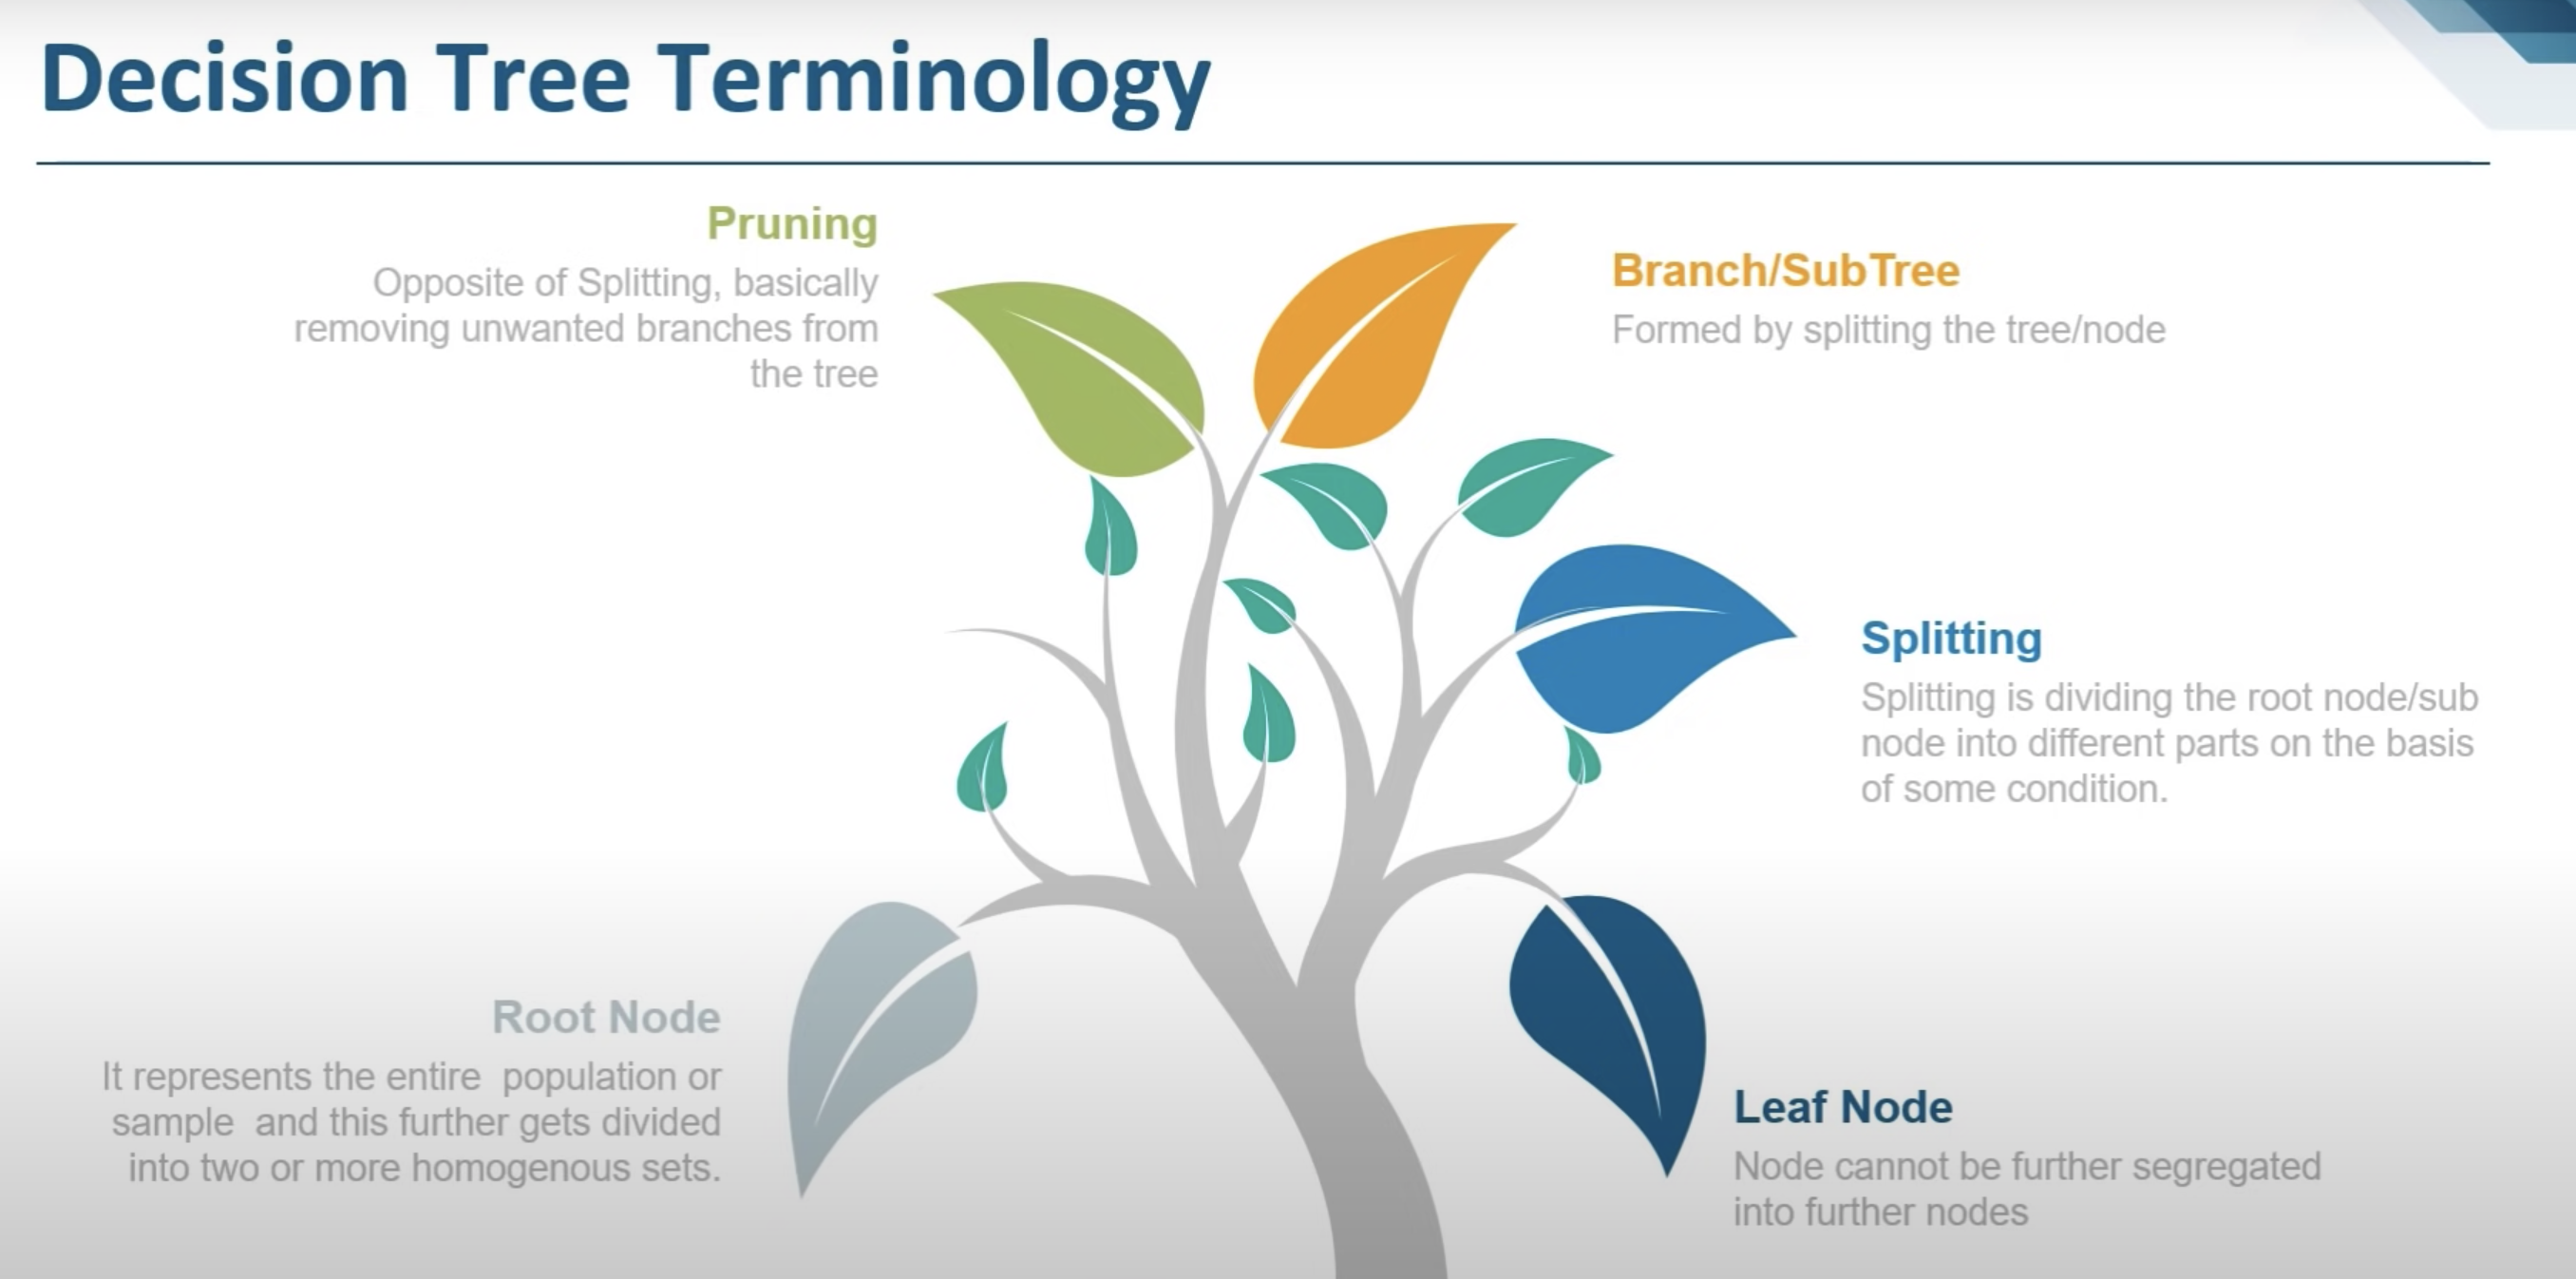 Decision Tree Terminology
Pruning
Opposite of Splitting, basically
removing unwanted branches from
the tree
Branch/SubTree
Formed by splitting the tree/node
Splitting
Splitting is dividing the root node/sub
node into different parts on the basis
of some condition.
Root Node
It represents the entire  population or
sample  and this further gets divided
into two or more homogenous sets.
Leaf Node
Node cannot be further segregated
into further nodes